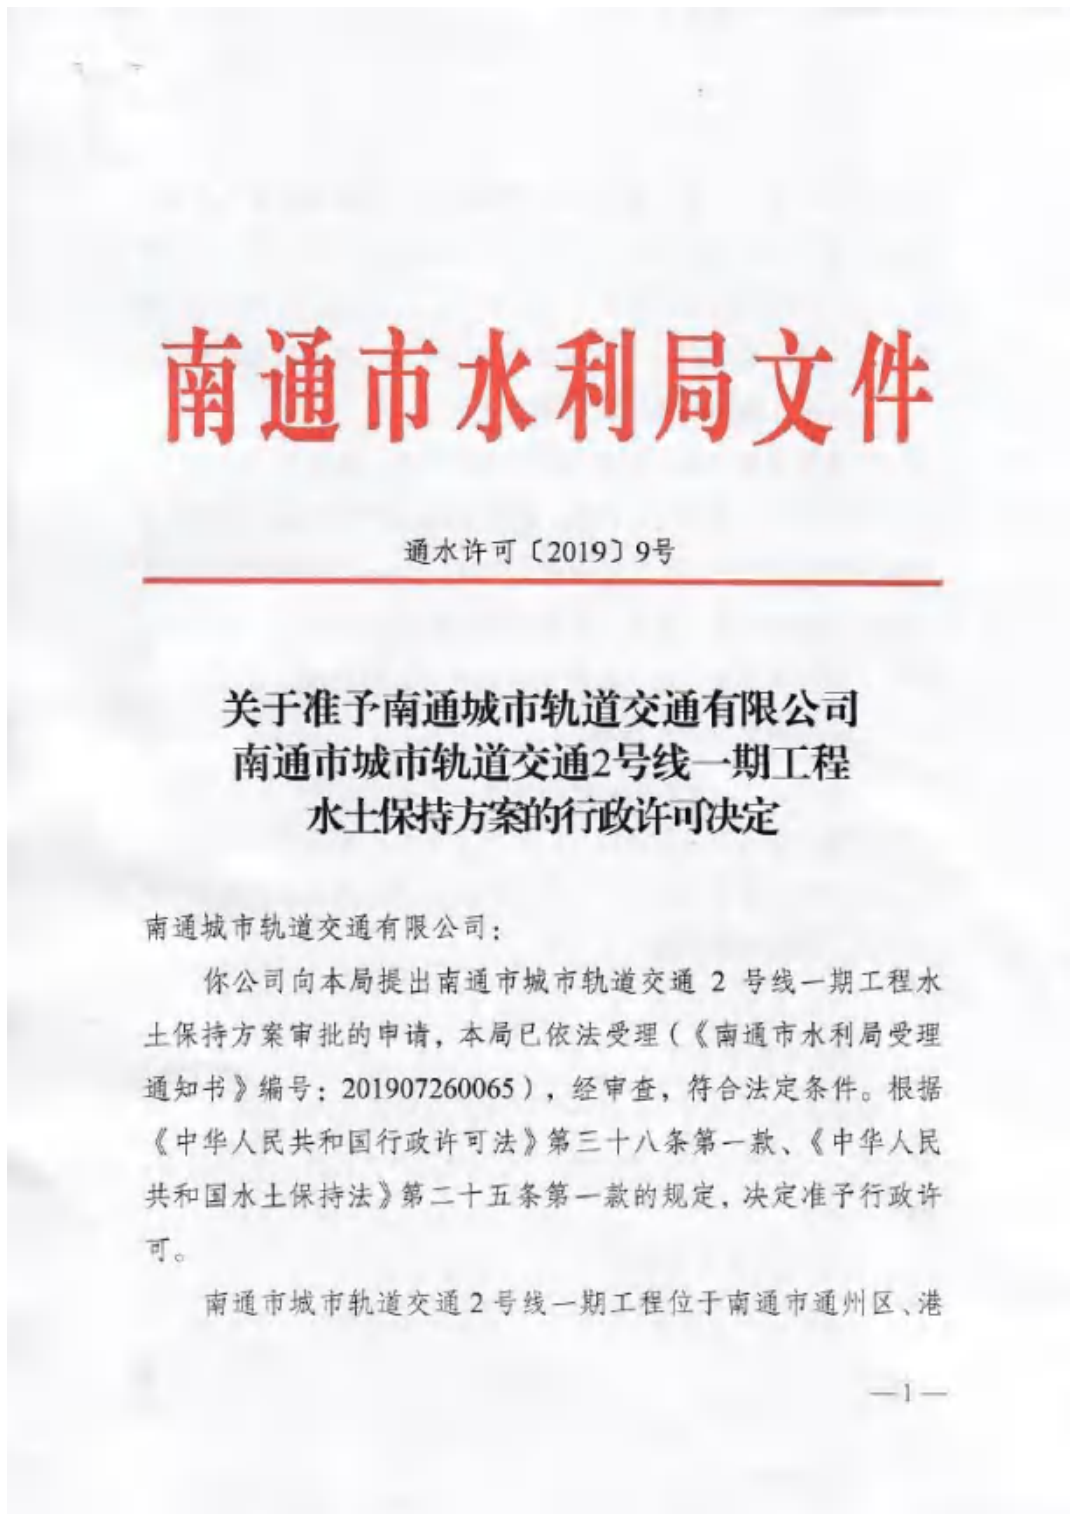 南通市水利局文件
通水许可〔2019〕9号
关于准予南通城市轨道交通有限公司
南通市城市轨道交通2号线一期工程
水土保持方案的行政许可决定
南通城市轨道交通有限公司：
你公司向本局提出南通市城市轨道交通 2 号线一期工程水
土保持方案审批的申请，本局已依法受理（《南通市水利局受理
通知书》编号：201907260065），经审查，符合法定条件。根据
《中华人民共和国行政许可法》第三十八条第一款、《中华人民
共和国水土保持法》第二十五条第一款的规定，决定准予行政许
可。
南通市城市轨道交通 2 号线一期工程位于南通市通州区、港
—1—